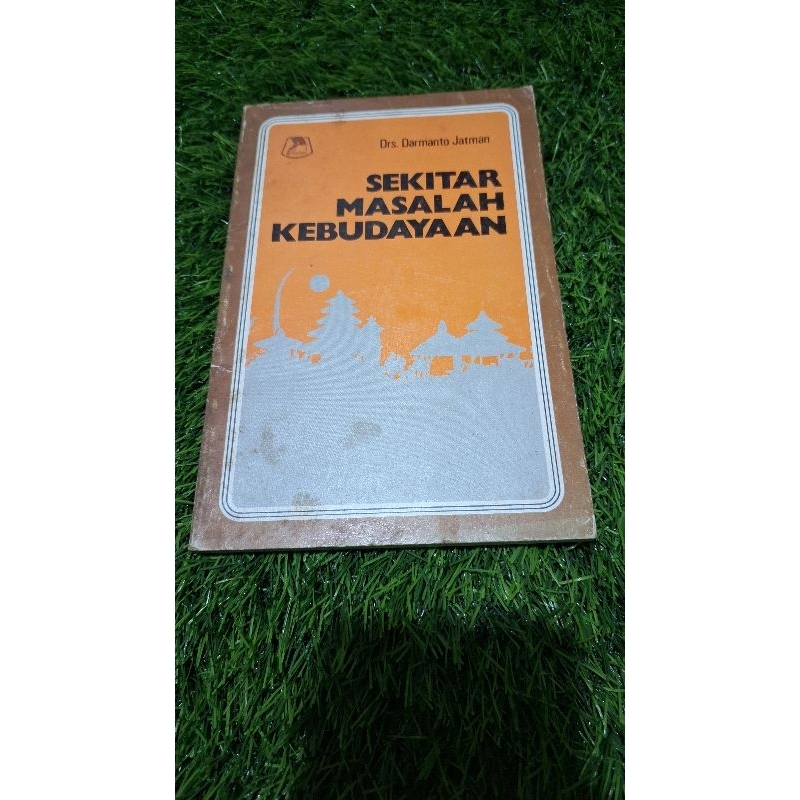 Drs. Darmanto Jatman
SEKITAR
MASALAH
KEBUDAYAAN